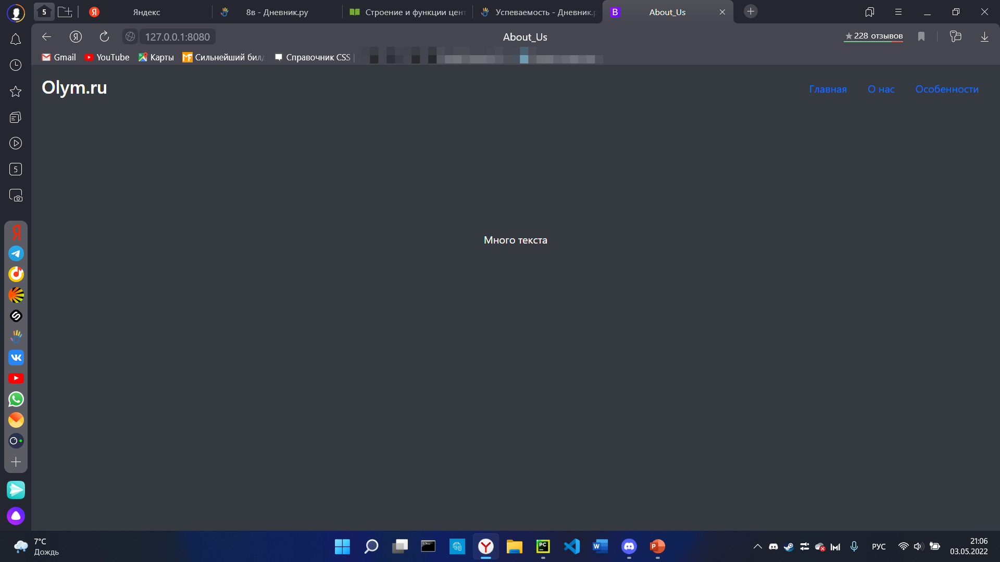 5
Я
Яндекс
8в - Дневник.ру
Строение и функции цент
Успеваемость - Дневник.р
B
About_Us
Я
127.0.0.1:8080
About_Us
★228 отзывов
Gmail
YouTube
Карты
MF
Сильнейший билд
Справочник CSS
Olym.ru
Главная
О нас
Особенности
5
Много текста
Я
7°C
Дождь
PC
W
P
РУС
21:06
03.05.2022